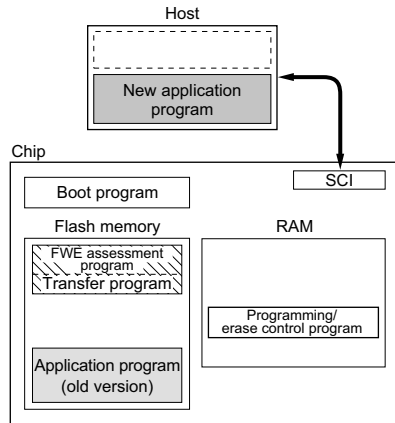 Host
New application
program
Chip
SCI
Boot program
Flash memory
RAM
FWE assessment
program
Transfer program
Programming/
erase control program
Application program
(old version)